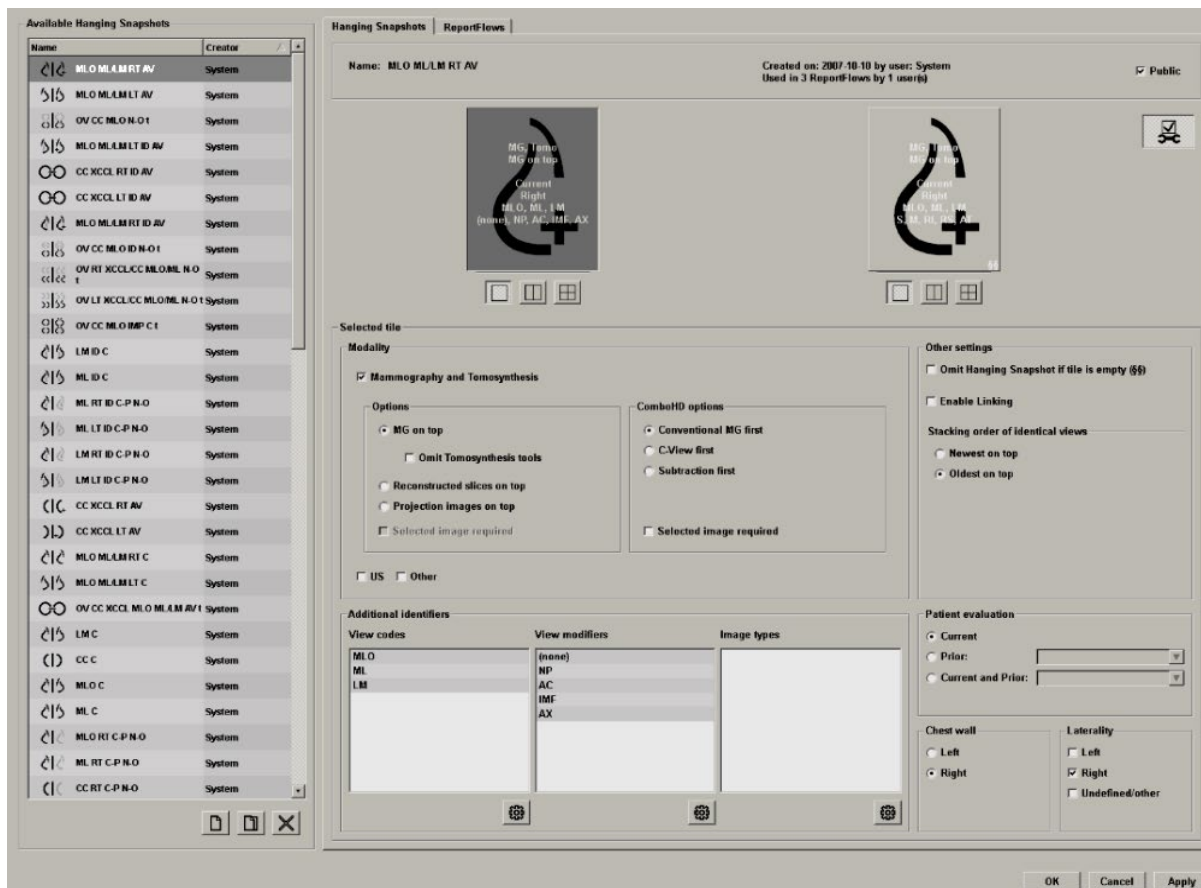 Available Hanging Snapshots
Name Creator
MLO ML/LM RT AV System
MLO ML/LM LT AV System
OV CC MLO N-O t System
MLO ML/LM LT ID AV System
CC XCCL RT ID AV System
CC XCCL LT ID AV System
MLO ML/LM RT ID AV System
OV CC MLO ID N-O t System
OV RT XCCL/CC MLO/ML N-O t System
OV LT XCCL/CC MLO/ML N-O t System
OV CC MLO IMP C t System
LM ID C System
ML ID C System
ML RT ID C-P N-O System
ML LT ID C-P N-O System
LM RT ID C-P N-O System
LM LT ID C-P N-O System
CC XCCL RT AV System
CC XCCL LT AV System
MLO ML/LM RT C System
MLO ML/LM LT C System
OV CC XCCL MLO ML/LM AV t System
LM C System
CC C System
MLO C System
ML C System
MLO RT C-P N-O System
ML RT C-P N-O System
CC RT C-P N-O System
Hanging Snapshots ReportFlows
Name: MLO ML/LM RT AV
Created on: 2007-10-10 by user: System
Used in 3 ReportFlows by 1 user(s)
Public
MG, Tomo
MG on top
Current
Right
MLO, ML, LM
(none), NP, AC, IMF, AX
MG, Tomo
MG on top
Current
Right
MLO, ML, LM
S, M, RI, RS, AT
§§
Selected tile
Modality
Mammography and Tomosynthesis
Options
MG on top
Omit Tomosynthesis tools
Reconstructed slices on top
Projection images on top
Selected image required
ComboHD options
Conventional MG first
C-View first
Subtraction first
Selected image required
US Other
Other settings
Omit Hanging Snapshot if tile is empty (§§)
Enable Linking
Stacking order of identical views
Newest on top
Oldest on top
Additional identifiers
View codes View modifiers Image types
MLO
ML
LM
(none)
NP
AC
IMF
AX
Patient evaluation
Current
Prior:
Current and Prior:
Chest wall
Left
Right
Laterality
Left
Right
Undefined/other
OK Cancel Apply